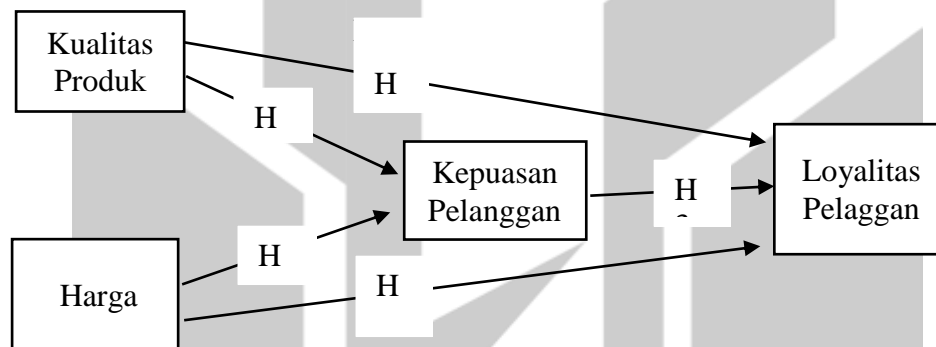 Kualitas
Produk
H
H
Kepuasan
Pelanggan
H
Loyalitas
Pelaggan
H
Harga
H